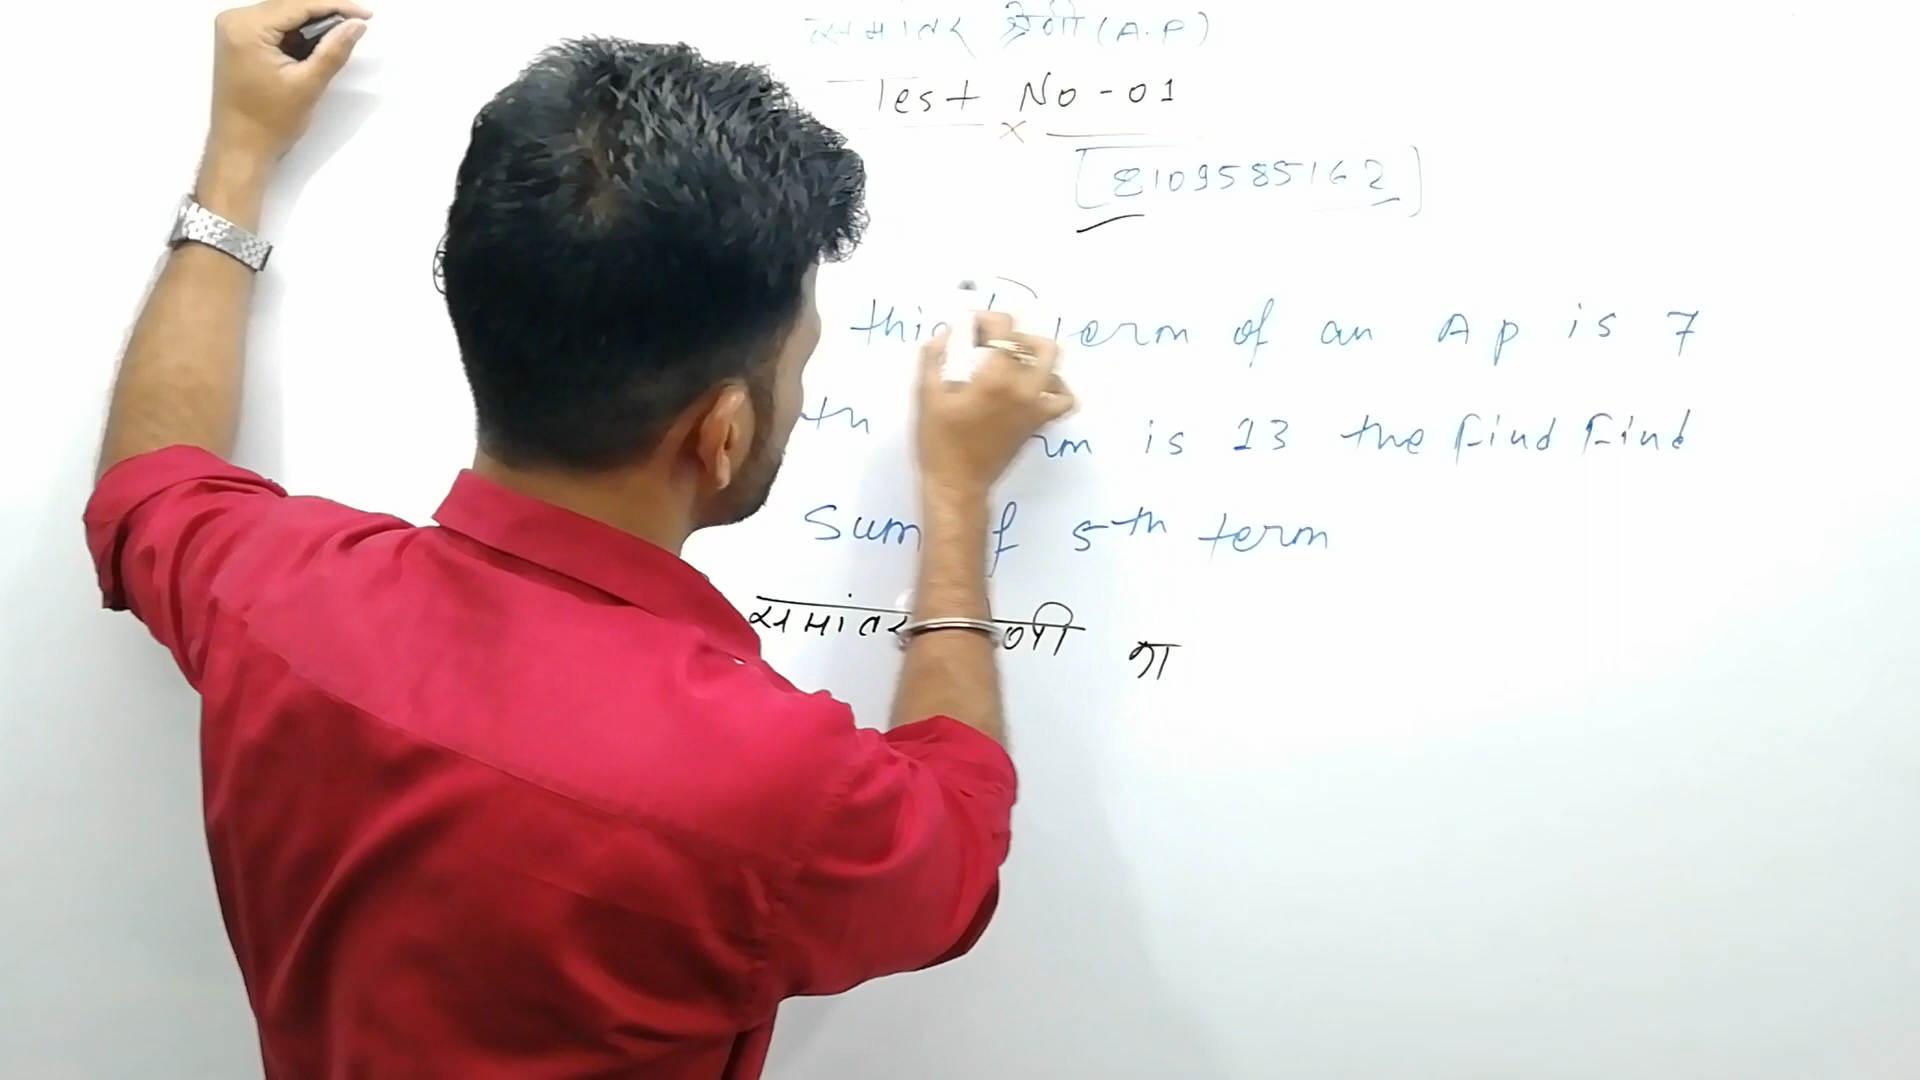 समांतर श्रेणी (A.P)
Test No-01
8109585162
term of an Ap is 7
th is 13 the find find
Sum 5th term
समांतर का